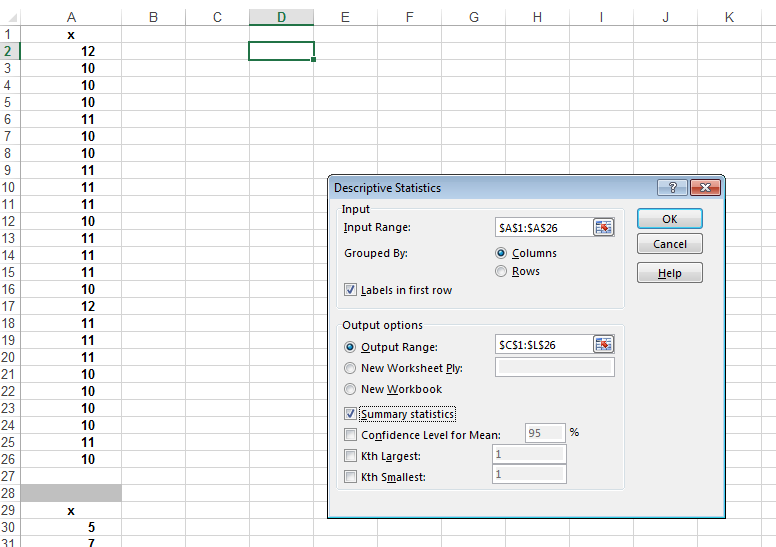 A B C D E F G H I J K
1 x
2 12
3 10
4 10
5 10
6 11
7 10
8 10
9 11
10 11
11 11
12 10
13 11
14 11
15 11
16 10
17 12
18 11
19 11
20 11
21 10
22 10
23 10
24 10
25 11
26 10
27
28
29 x
30 5
31 7
Descriptive Statistics ?
Input
Input Range: $A$1:$A$26
Grouped By: Columns
Rows
Labels in first row
OK
Cancel
Help
Output options
Output Range: $C$1:$L$26
New Worksheet Ply:
New Workbook
Summary statistics
Confidence Level for Mean: 95 %
Kth Largest: 1
Kth Smallest: 1